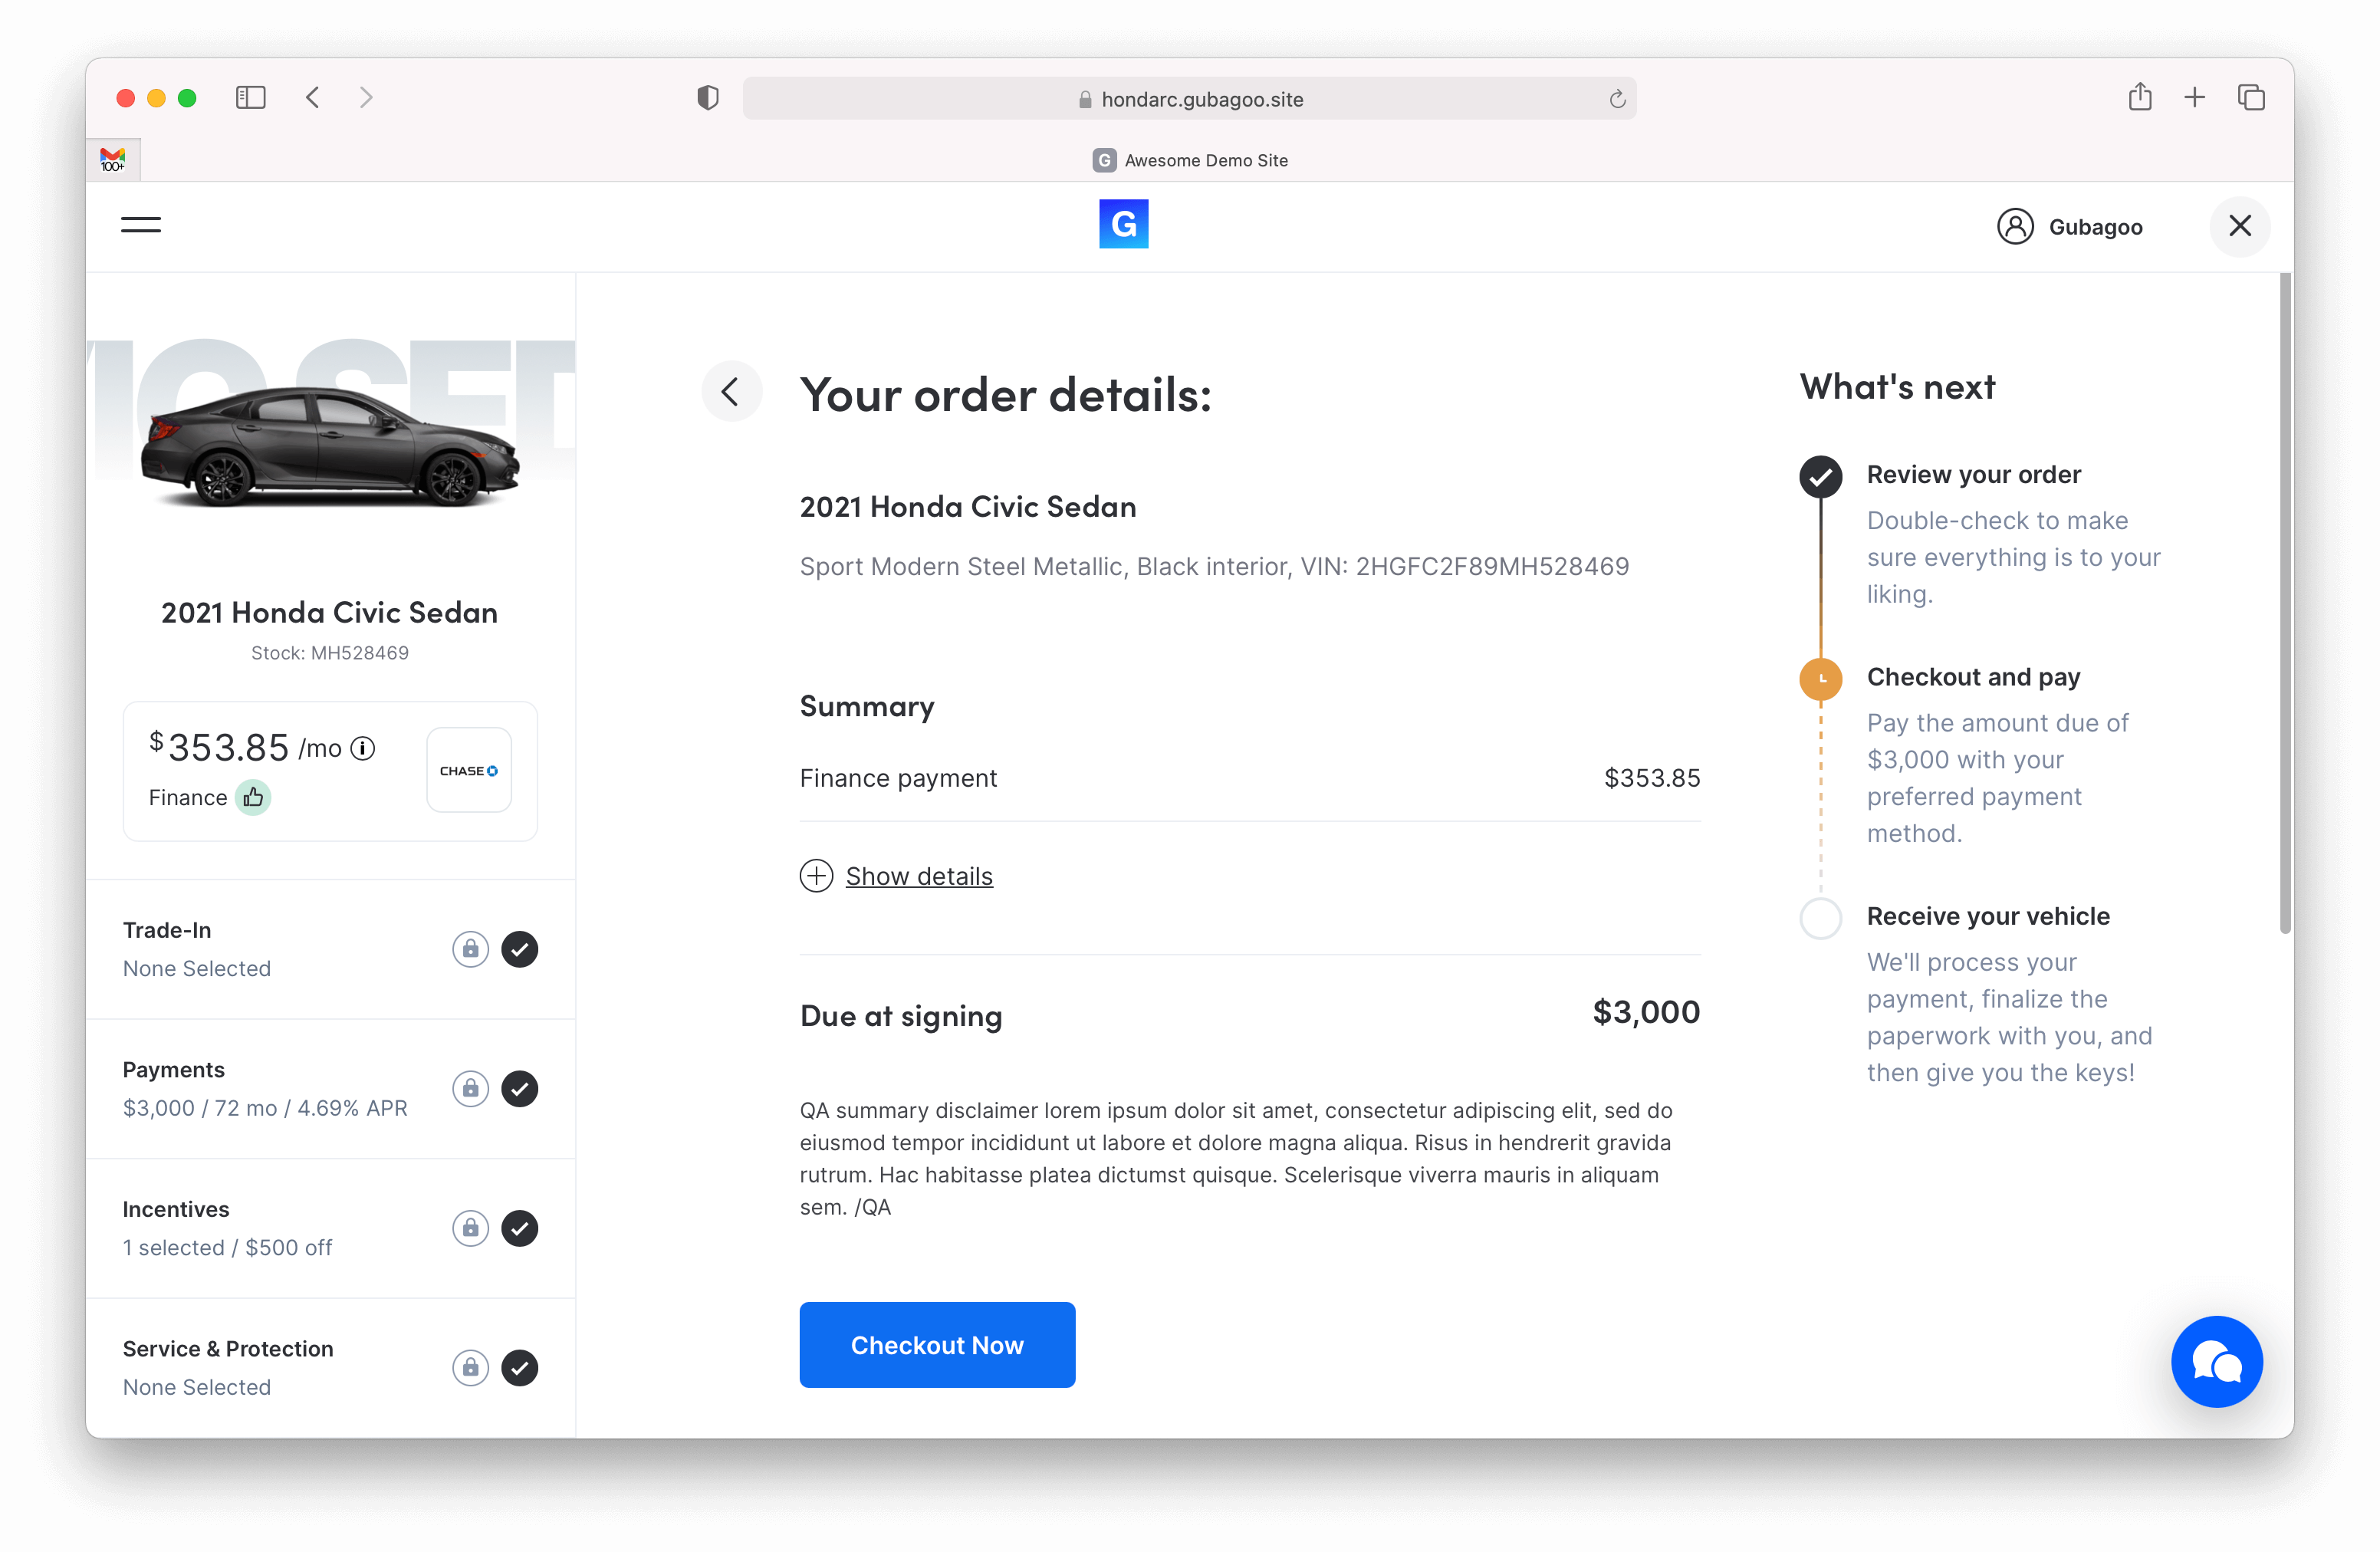 hondarc.gubagoo.site
100+
G Awesome Demo Site
G
Gubagoo
IC SED
2021 Honda Civic Sedan
Stock: MH528469
$353.85 /mo
Finance
CHASE
Trade-In
None Selected
Payments
$3,000 / 72 mo / 4.69% APR
Incentives
1 selected / $500 off
Service & Protection
None Selected
Your order details:
2021 Honda Civic Sedan
Sport Modern Steel Metallic, Black interior, VIN: 2HGFC2F89MH528469
Summary
Finance payment $353.85
Show details
Due at signing $3,000
QA summary disclaimer lorem ipsum dolor sit amet, consectetur adipiscing elit, sed do
eiusmod tempor incididunt ut labore et dolore magna aliqua. Risus in hendrerit gravida
rutrum. Hac habitasse platea dictumst quisque. Scelerisque viverra mauris in aliquam
sem. /QA
Checkout Now
What's next
Review your order
Double-check to make
sure everything is to your
liking.
Checkout and pay
Pay the amount due of
$3,000 with your
preferred payment
method.
Receive your vehicle
We'll process your
payment, finalize the
paperwork with you, and
then give you the keys!